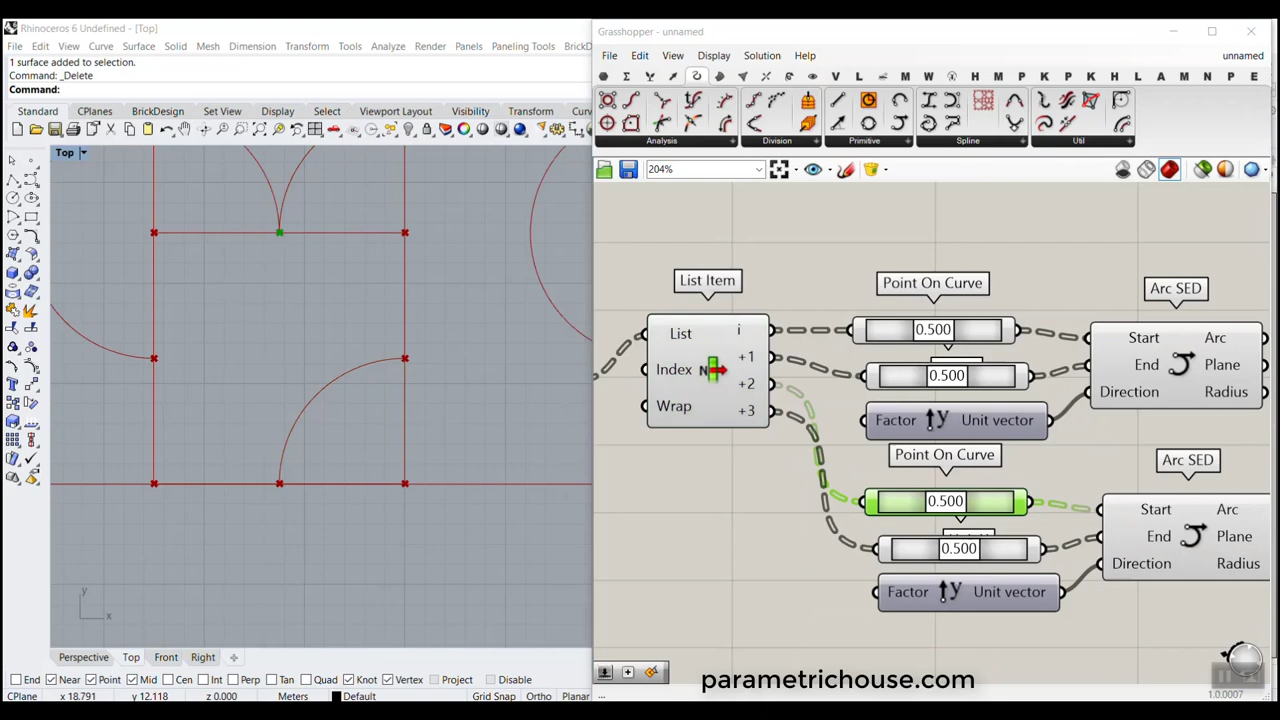 Rhinoceros 6 Undefined - [Top]
File Edit View Curve Surface Solid Mesh Dimension Transform Tools Analyze Render Panels Paneling Tools BrickD
1 surface added to selection.
Command: _Delete
Command:
Standard CPlanes BrickDesign Set View Display Select Viewport Layout Visibility Transform
Top
y
x
Perspective Top Front Right
End Near Point Mid Cen Int Perp Tan Quad Knot Vertex Project Disable
CPlane x 18.791 y 12.118 z 0.000 Meters Default Grid Snap Ortho Planar
Grasshopper - unnamed
File Edit View Display Solution Help unnamed
V L M W H M P K P K H L A M N P E
Analysis Division Primitive Spline Util
204%
List Item
List
Index
Wrap
N
i
+1
+2
+3
Point On Curve
0.500
0.500
Factor y Unit vector
Arc SED
Start Arc
End Plane
Direction Radius
Point On Curve
0.500
0.500
Factor y Unit vector
Arc SED
Start Arc
End Plane
Direction Radius
parametrichouse.com
1.0.0007